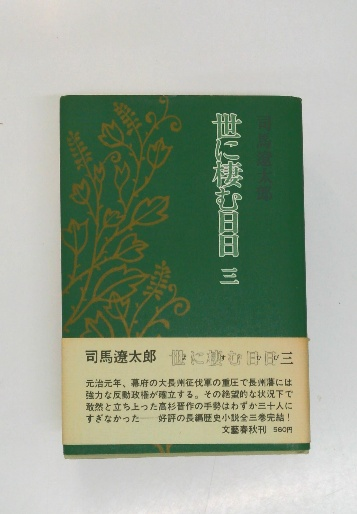 司馬遼太郎
世に棲む日日 三
司馬遼太郎 世に棲む日日 三
元治元年、幕府の大長州征伐軍の重圧で長州藩には
強力な反動政権が確立する。その絶望的な状況下で
敢然と立ち上った高杉晋作の手勢はわずか三十人に
すぎなかった——好評の長編歴史小説全三巻完結!
文藝春秋刊 560円